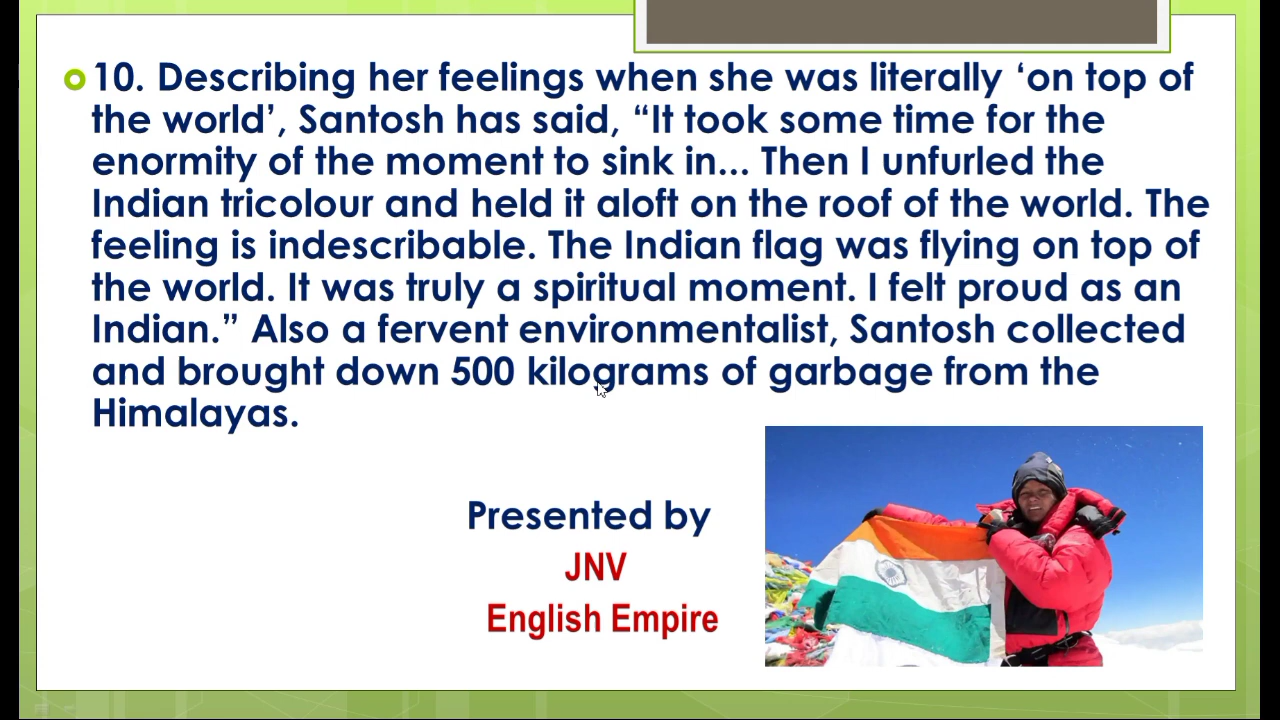 10. Describing her feelings when she was literally ‘on top of
the world’, Santosh has said, “It took some time for the
enormity of the moment to sink in... Then I unfurled the
Indian tricolour and held it aloft on the roof of the world. The
feeling is indescribable. The Indian flag was flying on top of
the world. It was truly a spiritual moment. I felt proud as an
Indian.” Also a fervent environmentalist, Santosh collected
and brought down 500 kilograms of garbage from the
Himalayas.
Presented by
JNV
English Empire